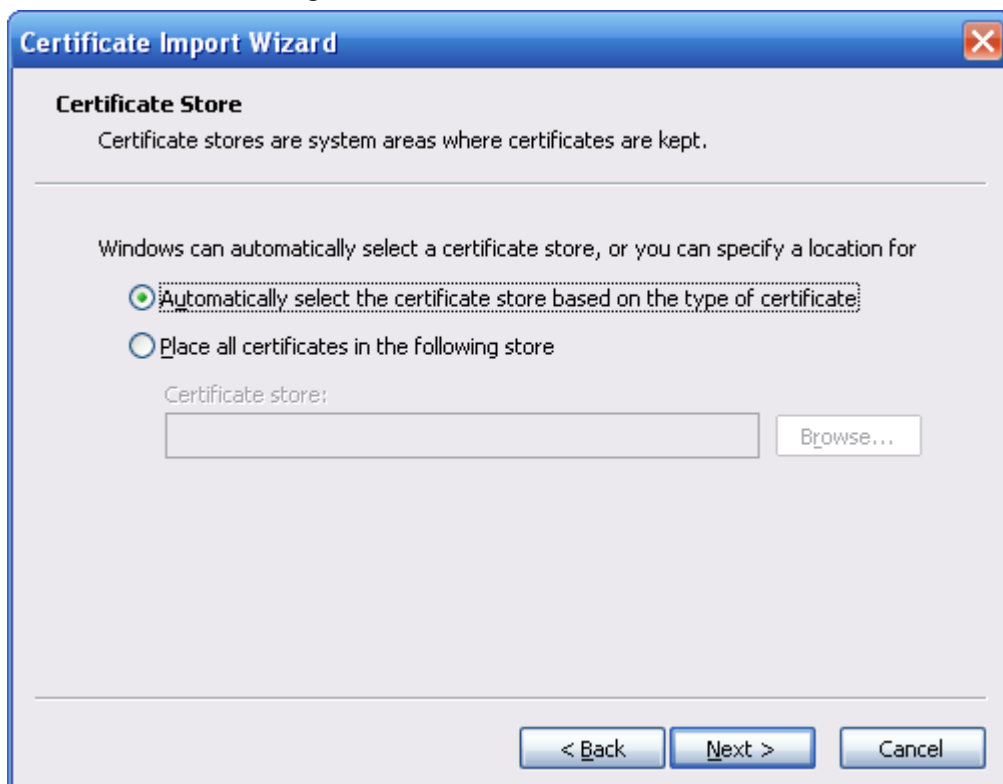 Certificate Import Wizard
Certificate Store
Certificate stores are system areas where certificates are kept.
Windows can automatically select a certificate store, or you can specify a location for
Automatically select the certificate store based on the type of certificate
Place all certificates in the following store
Certificate store:
Browse...
< Back
Next >
Cancel